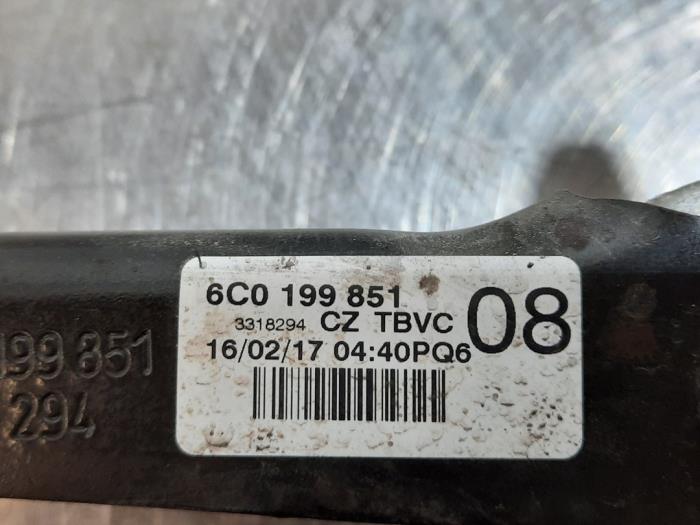 6C0 199 851
3318294 CZ TBVC 08
16/02/17 04:40PQ6
199 851
294